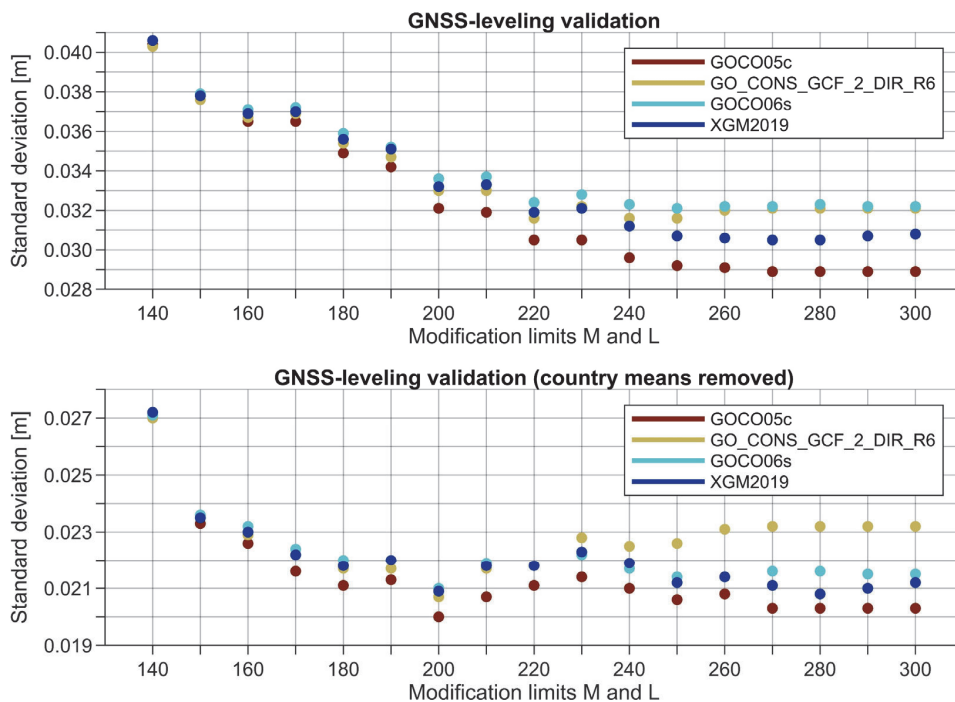 GNSS-leveling validation
0.040
0.038
0.036
0.034
0.032
0.030
0.028
Standard deviation [m]
GOCO05c
GO_CONS_GCF_2_DIR_R6
GOCO06s
XGM2019
140 160 180 200 220 240 260 280 300
Modification limits M and L
GNSS-leveling validation (country means removed)
0.027
0.025
0.023
0.021
0.019
Standard deviation [m]
GOCO05c
GO_CONS_GCF_2_DIR_R6
GOCO06s
XGM2019
140 160 180 200 220 240 260 280 300
Modification limits M and L